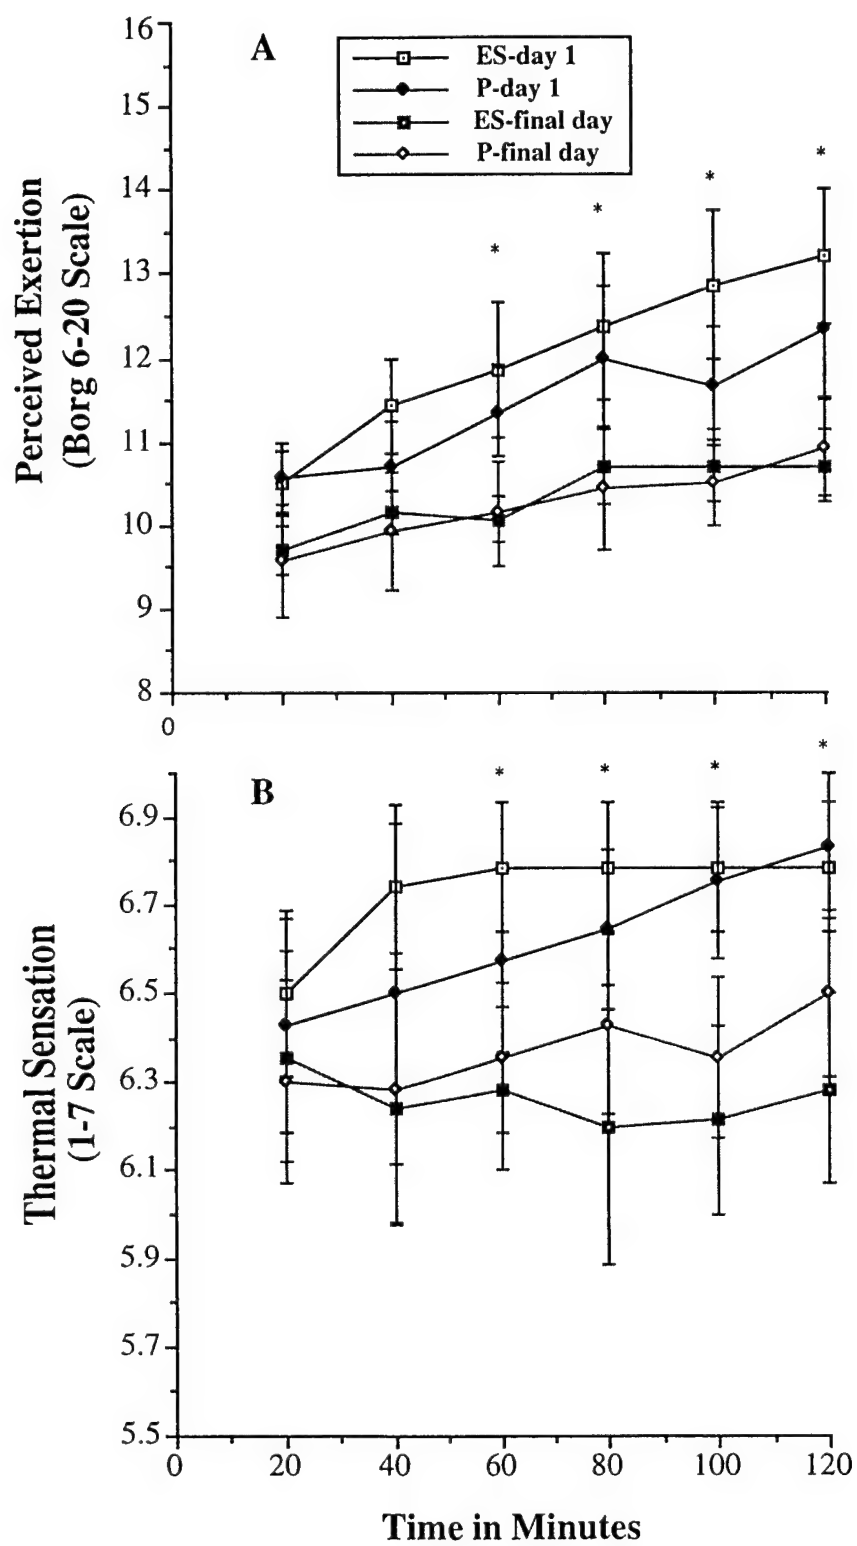 16
A
ES-day 1
15
P-day 1
ES-final day
P-final day
*
14
*
*
*
13
Perceived Exertion
(Borg 6-20 Scale)
12
11
10
9
8
0
*
*
*
*
B
6.9
6.7
6.5
Thermal Sensation
(1-7 Scale)
6.3
6.1
5.9
5.7
5.5
0 20 40 60 80 100 120
Time in Minutes